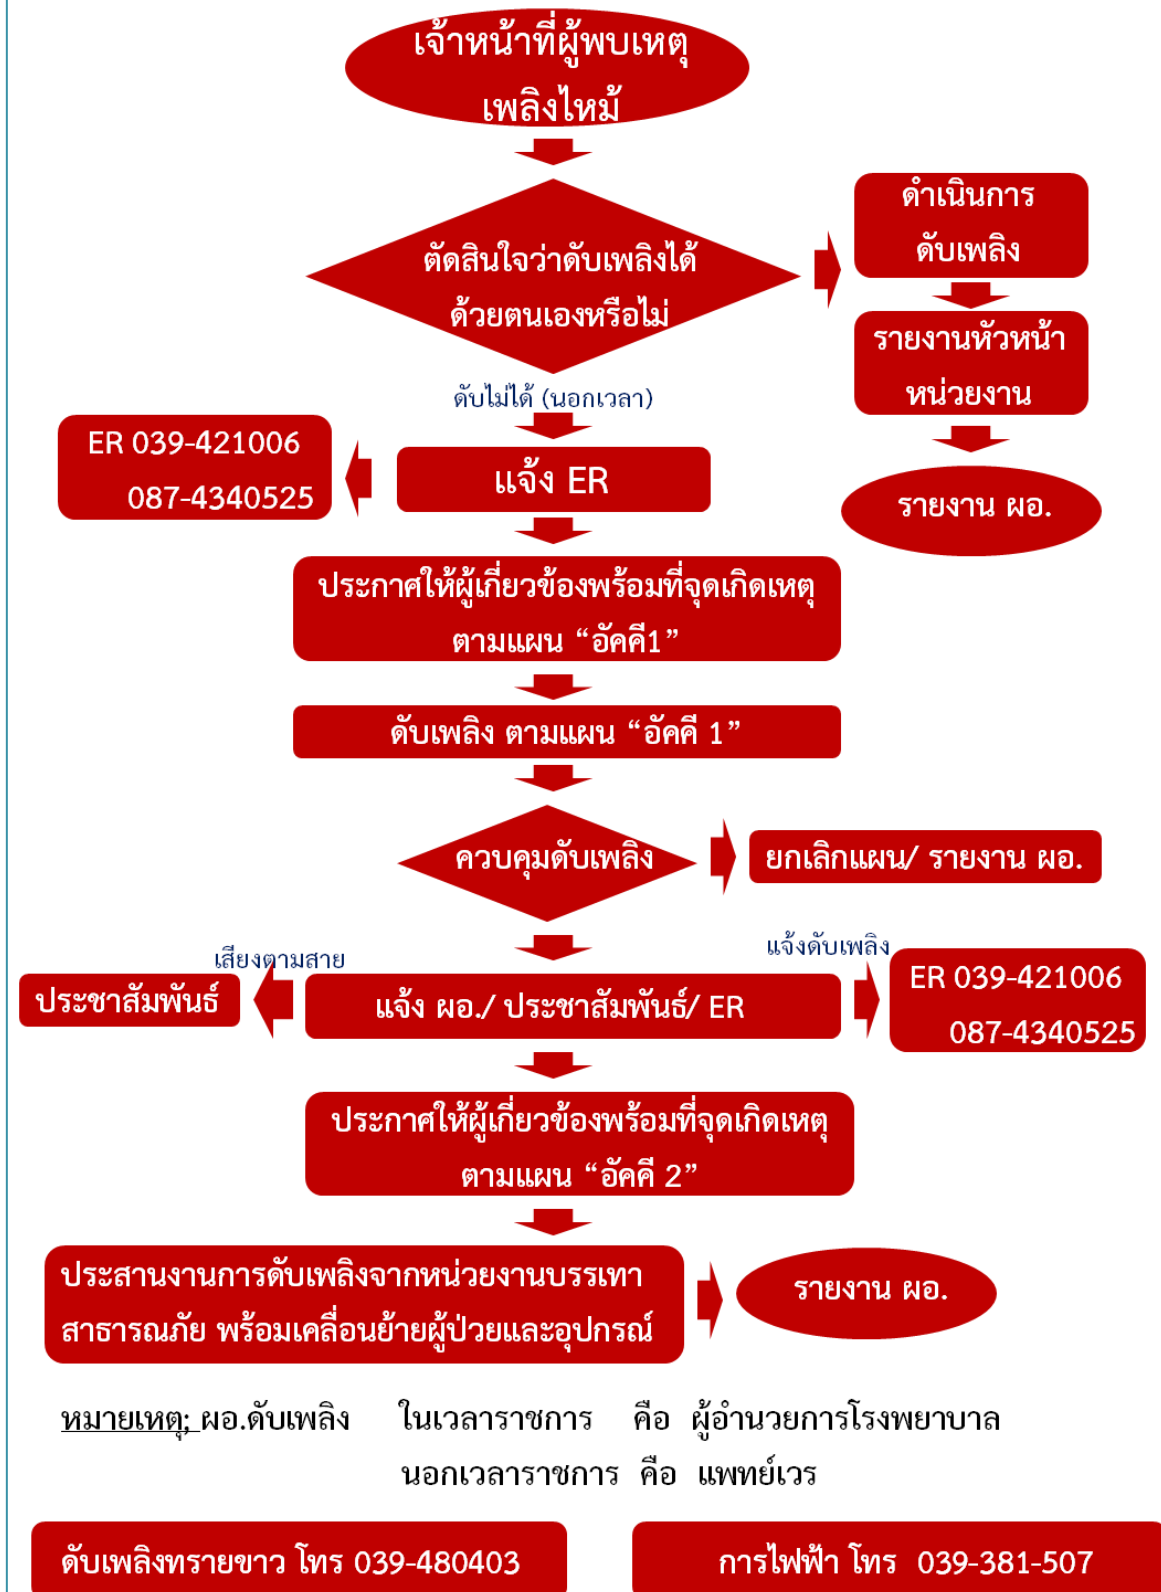 เจ้าหน้าที่ผู้พบเหตุ
เพลิงไหม้
ตัดสินใจว่าดับเพลิงได้
ด้วยตนเองหรือไม่
ดำเนินการ
ดับเพลิง
รายงานหัวหน้า
หน่วยงาน
รายงาน ผอ.
ดับไม่ได้ (นอกเวลา)
แจ้ง ER
ER 039-421006
087-4340525
ประกาศให้ผู้เกี่ยวข้องพร้อมที่จุดเกิดเหตุ
ตามแผน “อัคคี1”
ดับเพลิง ตามแผน “อัคคี 1”
ควบคุมดับเพลิง
ยกเลิกแผน/ รายงาน ผอ.
เสียงตามสาย
ประชาสัมพันธ์
แจ้ง ผอ./ ประชาสัมพันธ์/ ER
แจ้งดับเพลิง
ER 039-421006
087-4340525
ประกาศให้ผู้เกี่ยวข้องพร้อมที่จุดเกิดเหตุ
ตามแผน “อัคคี 2”
ประสานงานการดับเพลิงจากหน่วยงานบรรเทา
สาธารณภัย พร้อมเคลื่อนย้ายผู้ป่วยและอุปกรณ์
รายงาน ผอ.
หมายเหตุ; ผอ.ดับเพลิง ในเวลาราชการ คือ ผู้อำนวยการโรงพยาบาล
นอกเวลาราชการ คือ แพทย์เวร
ดับเพลิงทรายขาว โทร 039-480403
การไฟฟ้า โทร 039-381-507